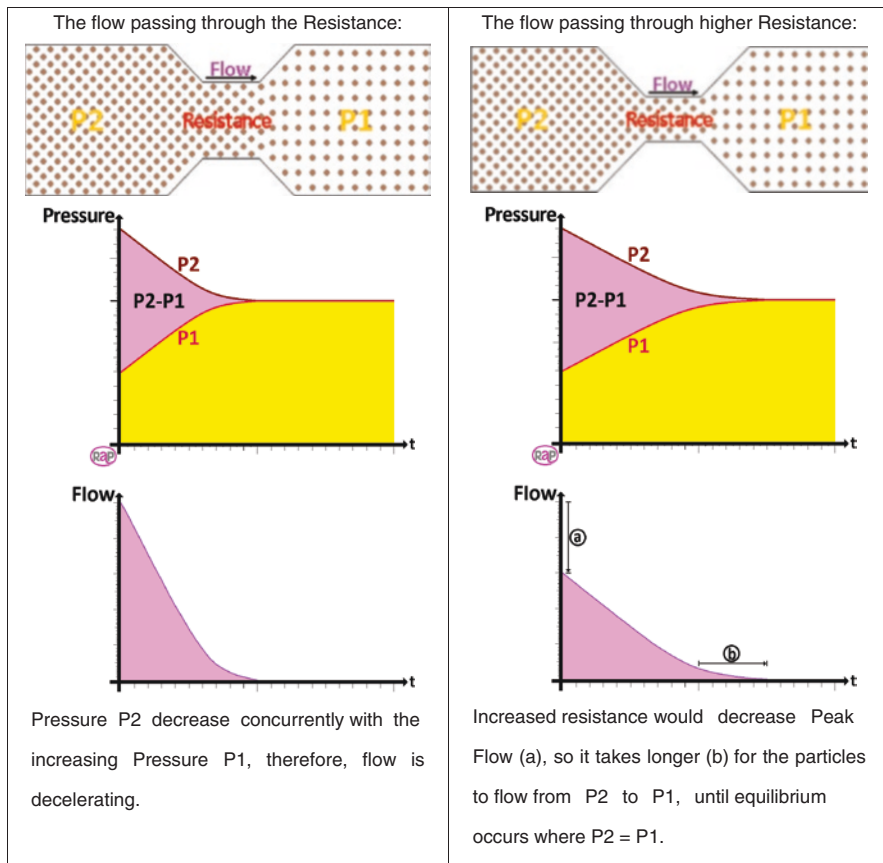 The flow passing through the Resistance:
Flow
P2
Resistance
P1
Pressure
P2
P2-P1
P1
t
RaP
Flow
t
Pressure P2 decrease concurrently with the
increasing Pressure P1, therefore, flow is
decelerating.
The flow passing through higher Resistance:
Flow
P2
Resistance
P1
Pressure
P2
P2-P1
P1
t
RaP
Flow
a
b
t
Increased resistance would decrease Peak
Flow (a), so it takes longer (b) for the particles
to flow from P2 to P1, until equilibrium
occurs where P2 = P1.